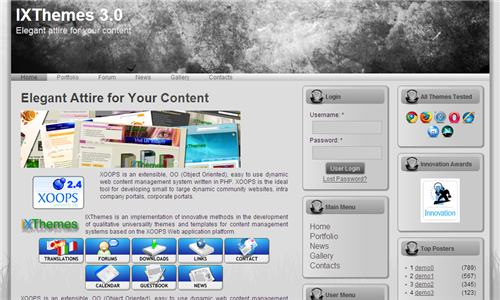 IXThemes 3.0
Elegant attire for your content
Home Portfolio Forum News Gallery Contacts
Elegant Attire for Your Content
XOOPS is an extensible, OO (Object Oriented), easy to use dynamic
web content management system written in PHP. XOOPS is the ideal
tool for developing small to large dynamic community websites, intra
company portals, corporate portals.
2.4
XOOPS
IXThemes
IXThemes is an implementation of innovative methods in the development
of qualitative universality themes and templates for content management
systems based on the XOOPS Web application platform.
TRANSLATIONS FORUMS DOWNLOADS LINKS CONTACT
CALENDAR GUESTBOOK NEWS
XOOPS is an extensible, OO (Object Oriented), easy to use dynamic web content management
Login
Username: *
Password: *
User Login
Lost Password?
Main Menu
Home
Portfolio
News
Gallery
Contacts
User Menu
All Themes Tested
Innovation Awards
Innovation
Top Posters
1 demo0 (789)
2 demo1 (567)
3 demo2 (345)
4 demo3 (123)